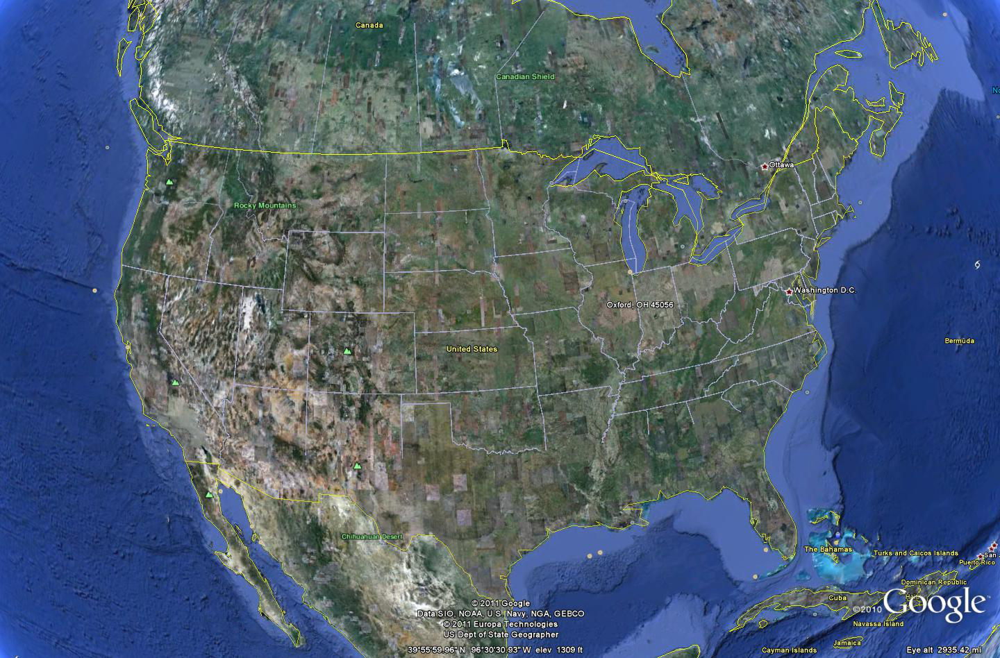 Canada
Canadian Shield
No
Ottawa
Rocky Mountains
Washington D.C.
Oxford, OH 45056
Bermuda
United States
Chihuahuan Desert
The Bahamas
Turks and Caicos Islands
San
Puerto Rico
Dominican Republic
Cuba
Haiti
© 2011 Google
Data SIO, NOAA, U.S. Navy, NGA, GEBCO
© 2011 Europa Technologies
US Dept of State Geographer
©2010 Google™
Navassa Island
Jamaica
Cayman Islands
39°55'59.96" N 96°30'30.93" W elev 1309 ft
Eye alt 2935.42 mi